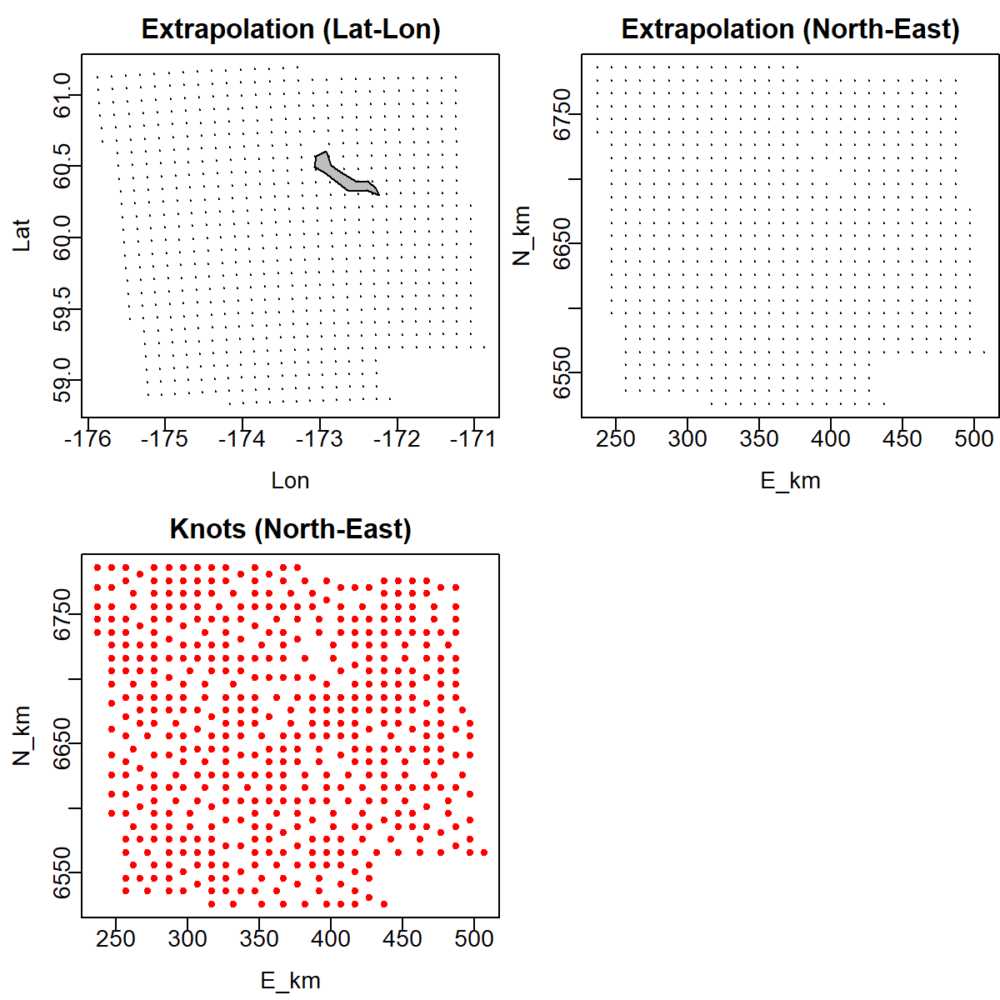 Extrapolation (Lat-Lon)
Lat
61.0
60.5
60.0
59.5
59.0
-176 -175 -174 -173 -172 -171
Lon
Extrapolation (North-East)
N_km
6750
6650
6550
250 300 350 400 450 500
E_km
Knots (North-East)
N_km
6750
6650
6550
250 300 350 400 450 500
E_km